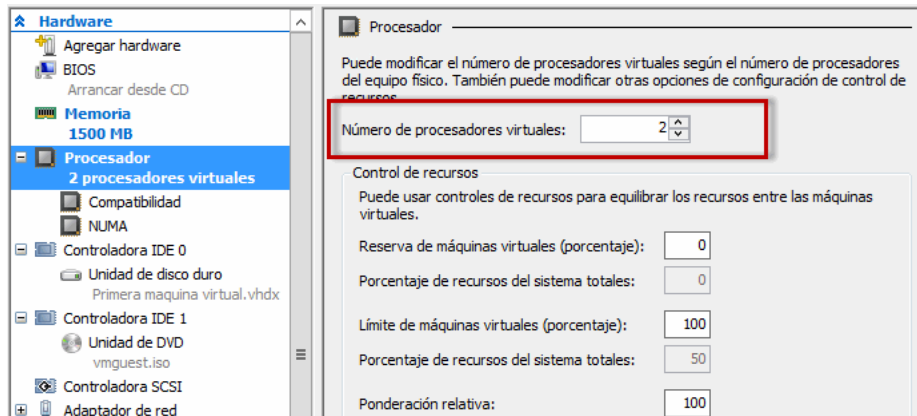 Hardware
Agregar hardware
BIOS
Arrancar desde CD
Memoria
1500 MB
Procesador
2 procesadores virtuales
Compatibilidad
NUMA
Controladora IDE 0
Unidad de disco duro
Primera maquina virtual.vhdx
Controladora IDE 1
Unidad de DVD
vmguest.iso
Controladora SCSI
Adaptador de red
Procesador
Puede modificar el número de procesadores virtuales según el número de procesadores
del equipo físico. También puede modificar otras opciones de configuración de control de
recursos.
Número de procesadores virtuales: 2
Control de recursos
Puede usar controles de recursos para equilibrar los recursos entre las máquinas
virtuales.
Reserva de máquinas virtuales (porcentaje): 0
Porcentaje de recursos del sistema totales: 0
Límite de máquinas virtuales (porcentaje): 100
Porcentaje de recursos del sistema totales: 50
Ponderación relativa: 100